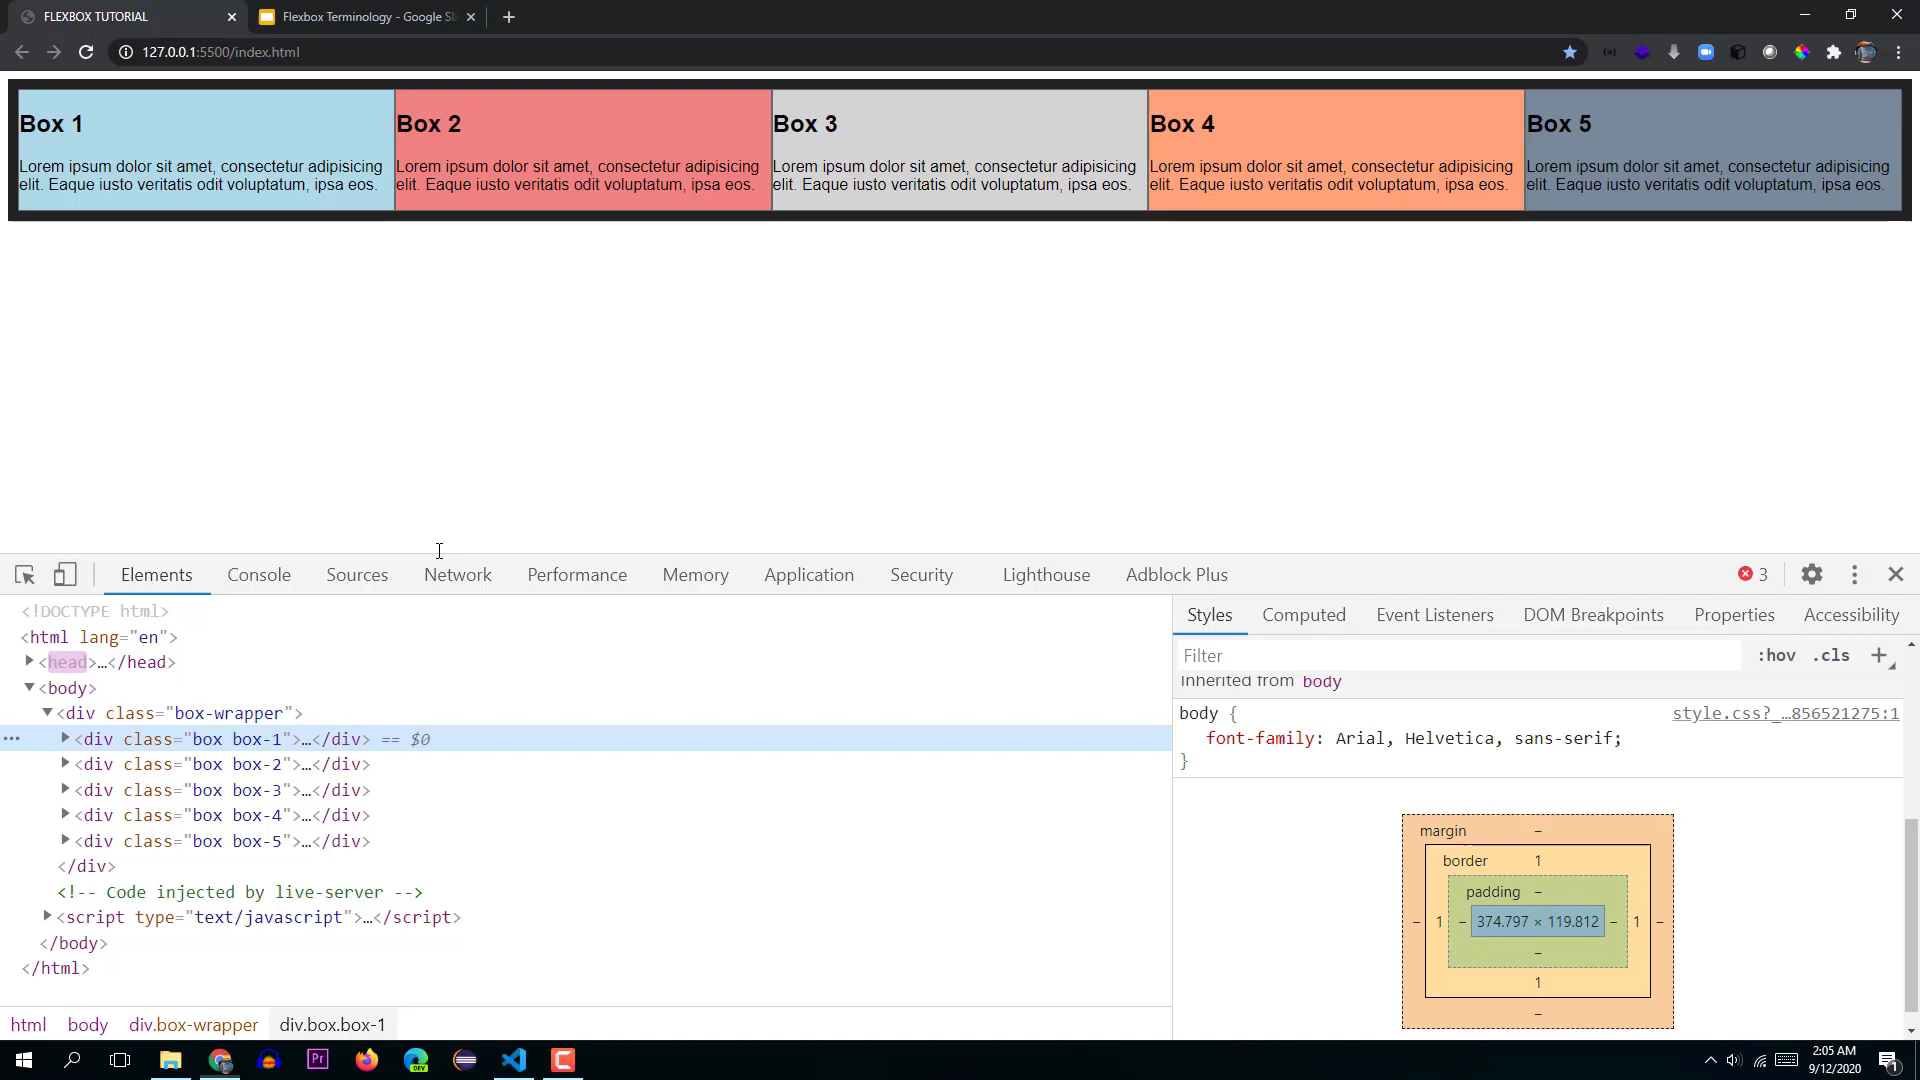 FLEXBOX TUTORIAL
Flexbox Terminology - Google Sli
127.0.0.1:5500/index.html
Box 1
Lorem ipsum dolor sit amet, consectetur adipisicing
elit. Eaque iusto veritatis odit voluptatum, ipsa eos.
Box 2
Lorem ipsum dolor sit amet, consectetur adipisicing
elit. Eaque iusto veritatis odit voluptatum, ipsa eos.
Box 3
Lorem ipsum dolor sit amet, consectetur adipisicing
elit. Eaque iusto veritatis odit voluptatum, ipsa eos.
Box 4
Lorem ipsum dolor sit amet, consectetur adipisicing
elit. Eaque iusto veritatis odit voluptatum, ipsa eos.
Box 5
Lorem ipsum dolor sit amet, consectetur adipisicing
elit. Eaque iusto veritatis odit voluptatum, ipsa eos.
Elements Console Sources Network Performance Memory Application Security Lighthouse Adblock Plus 3
<!DOCTYPE html>
<html lang="en">
<head>…</head>
<body>
<div class="box-wrapper">
<div class="box box-1">…</div> == $0
<div class="box box-2">…</div>
<div class="box box-3">…</div>
<div class="box box-4">…</div>
<div class="box box-5">…</div>
</div>
<!-- Code injected by live-server -->
<script type="text/javascript">…</script>
</body>
</html>
html body div.box-wrapper div.box.box-1
Styles Computed Event Listeners DOM Breakpoints Properties Accessibility
Filter :hov .cls +
Inherited from body
body { style.css?_…856521275:1
font-family: Arial, Helvetica, sans-serif;
}
margin –
border 1
padding –
– 1 – 374.797 × 119.812 – 1 –
–
1
–
Pr
DEV
2:05 AM
9/12/2020
1